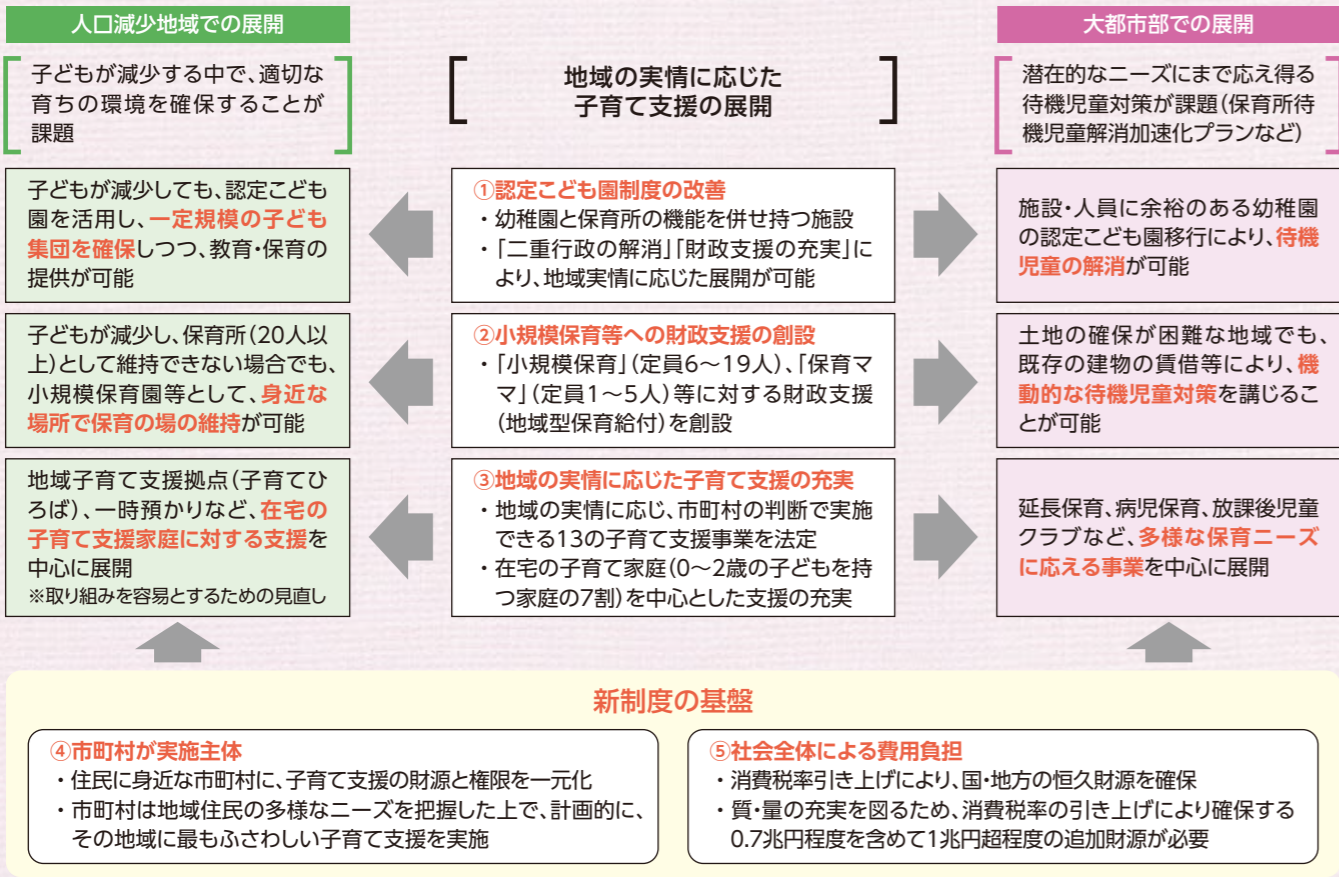 人口減少地域での展開
子どもが減少する中で、適切な
育ちの環境を確保することが
課題
地域の実情に応じた
子育て支援の展開
大都市部での展開
潜在的なニーズにまで応え得る
待機児童対策が課題(保育所待
機児童解消加速化プランなど)
子どもが減少しても、認定こども
園を活用し、一定規模の子ども
集団を確保しつつ、教育・保育の
提供が可能
①認定こども園制度の改善
・幼稚園と保育所の機能を併せ持つ施設
・「二重行政の解消」「財政支援の充実」に
より、地域実情に応じた展開が可能
施設・人員に余裕のある幼稚園
の認定こども園移行により、待機
児童の解消が可能
子どもが減少し、保育所(20人以
上)として維持できない場合でも、
小規模保育園等として、身近な
場所で保育の場の維持が可能
②小規模保育等への財政支援の創設
・「小規模保育」(定員6～19人)、「保育マ
マ」(定員1～5人)等に対する財政支援
(地域型保育給付)を創設
土地の確保が困難な地域でも、
既存の建物の賃借等により、機
動的な待機児童対策を講じるこ
とが可能
地域子育て支援拠点(子育てひ
ろば)、一時預かりなど、在宅の
子育て支援家庭に対する支援を
中心に展開
※取り組みを容易とするための見直し
③地域の実情に応じた子育て支援の充実
・地域の実情に応じ、市町村の判断で実施
できる13の子育て支援事業を法定
・在宅の子育て家庭(0～2歳の子どもを持
つ家庭の7割)を中心とした支援の充実
延長保育、病児保育、放課後児童
クラブなど、多様な保育ニーズ
に応える事業を中心に展開
新制度の基盤
④市町村が実施主体
・住民に身近な市町村に、子育て支援の財源と権限を一元化
・市町村は地域住民の多様なニーズを把握した上で、計画的に、
その地域に最もふさわしい子育て支援を実施
⑤社会全体による費用負担
・消費税率引き上げにより、国・地方の恒久財源を確保
・質・量の充実を図るため、消費税率の引き上げにより確保する
0.7兆円程度を含めて1兆円超程度の追加財源が必要